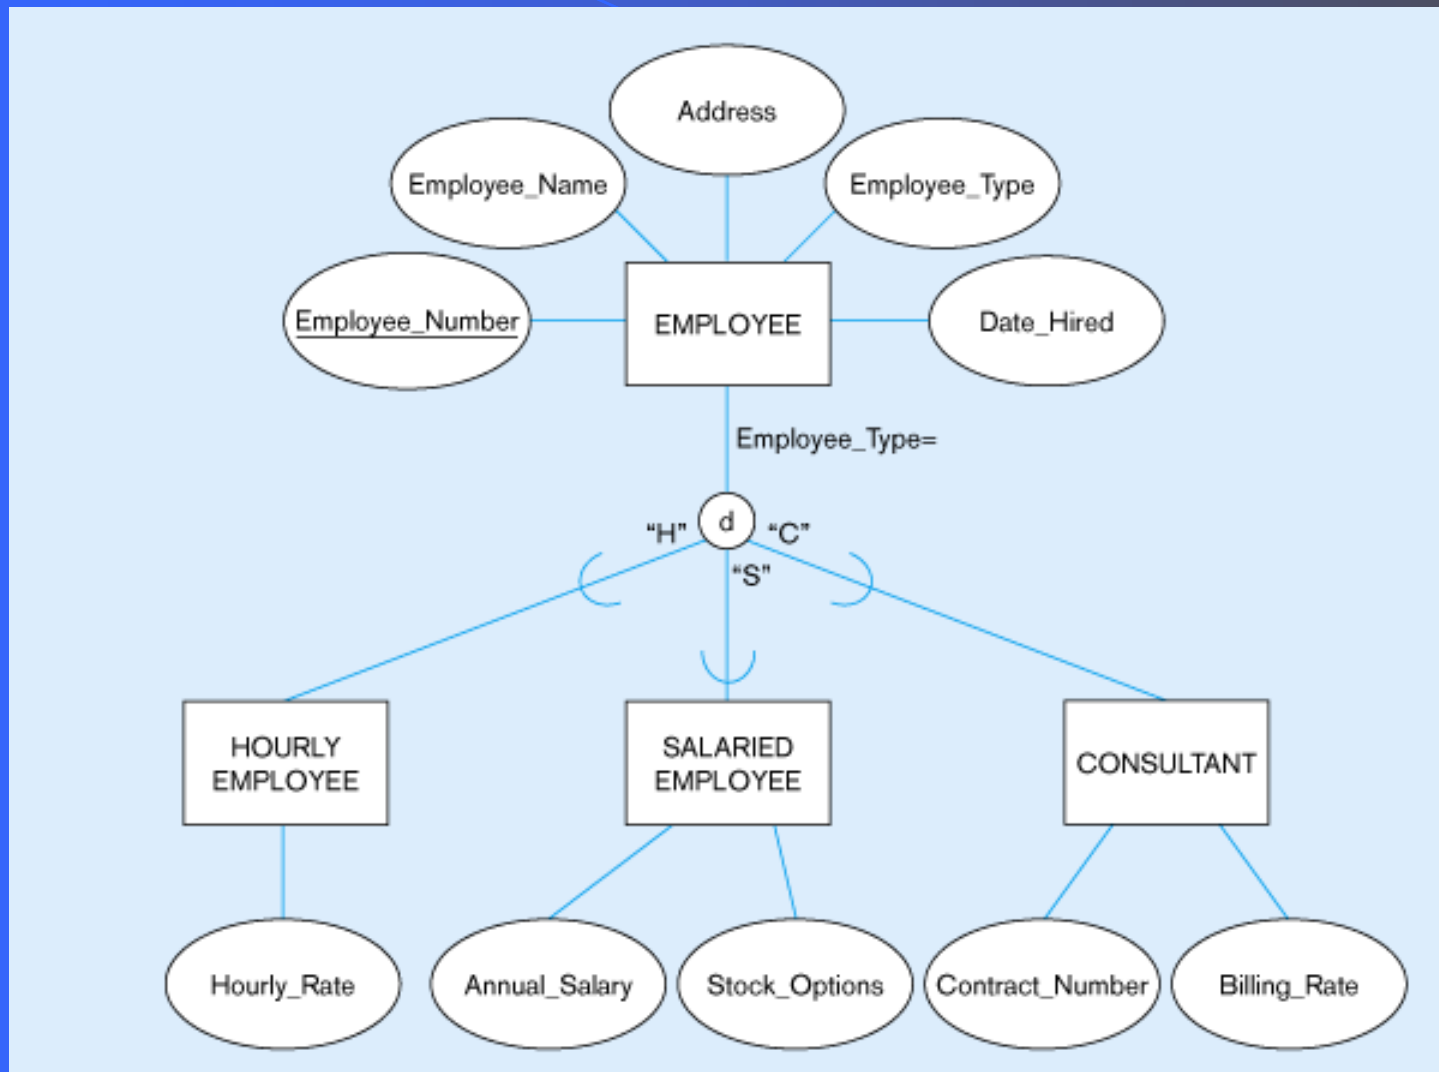 Address
Employee_Name
Employee_Type
Employee_Number
EMPLOYEE
Date_Hired
Employee_Type=
d
“H”
“C”
“S”
HOURLY
EMPLOYEE
SALARIED
EMPLOYEE
CONSULTANT
Hourly_Rate
Annual_Salary
Stock_Options
Contract_Number
Billing_Rate